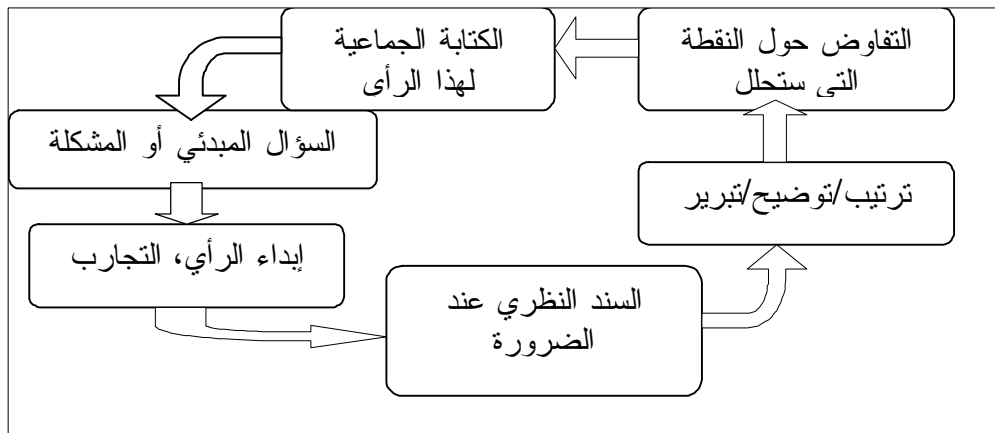 التفاوض حول النقطة
التى ستحلل
الكتابة الجماعية
لهذا الرأى
السؤال المبدئي أو المشكلة
ترتيب/توضيح/تبرير
إبداء الرأي، التجارب
السند النظري عند
الضرورة